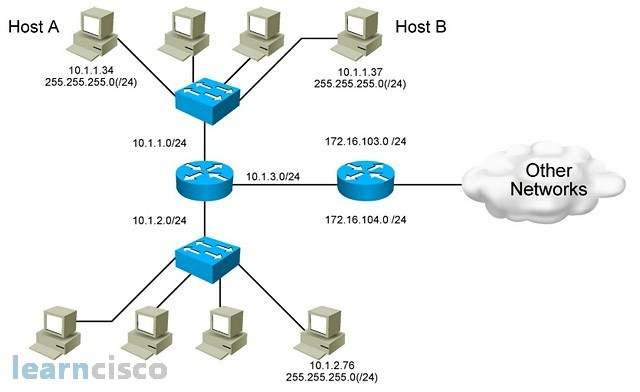 Host A
Host B
10.1.1.34
255.255.255.0(/24)
10.1.1.37
255.255.255.0(/24)
10.1.1.0/24
172.16.103.0 /24
10.1.3.0/24
Other
Networks
10.1.2.0/24
172.16.104.0 /24
10.1.2.76
255.255.255.0(/24)
learncisco